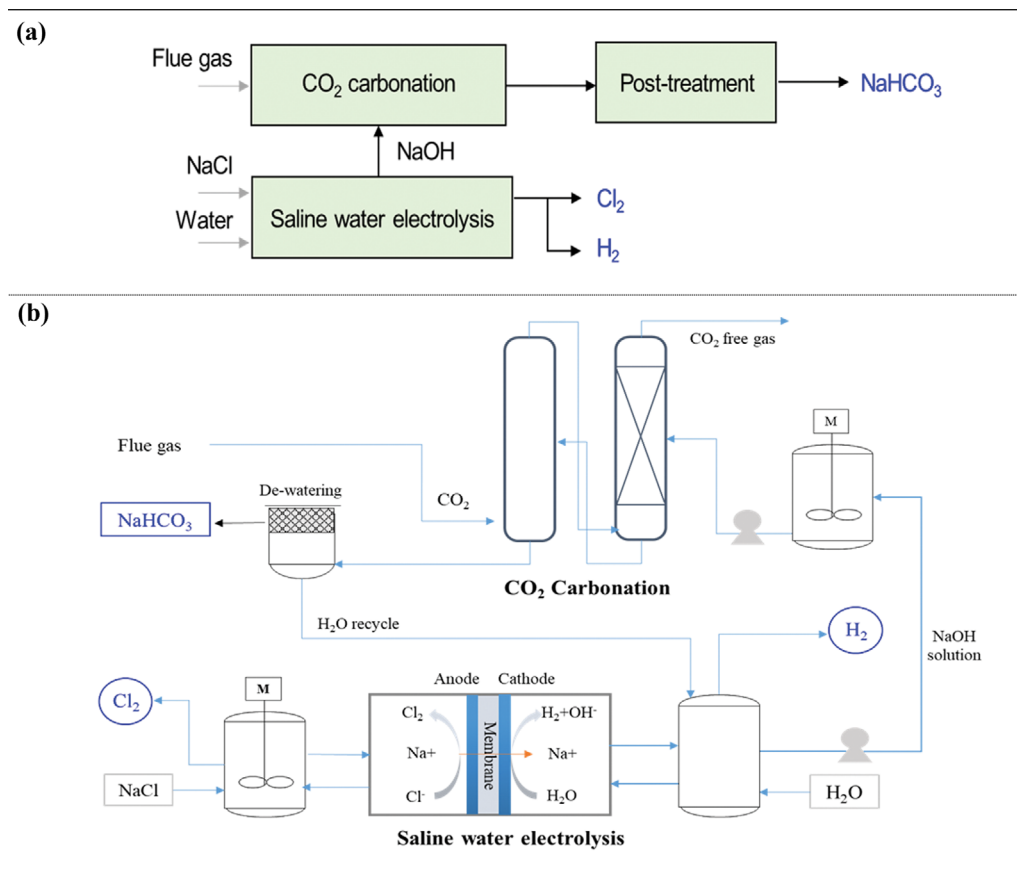 (a)
Flue gas
CO₂ carbonation
Post-treatment
NaHCO₃
NaOH
NaCl
Water
Saline water electrolysis
Cl₂
H₂
(b)
CO₂ free gas
M
Flue gas
De-watering
CO₂
NaHCO₃
CO₂ Carbonation
H₂O recycle
H₂
NaOH
solution
Cl₂
M
Anode
Cathode
Cl₂
H₂+OH⁻
Na+
Membrane
Na+
NaCl
Cl⁻
H₂O
H₂O
Saline water electrolysis